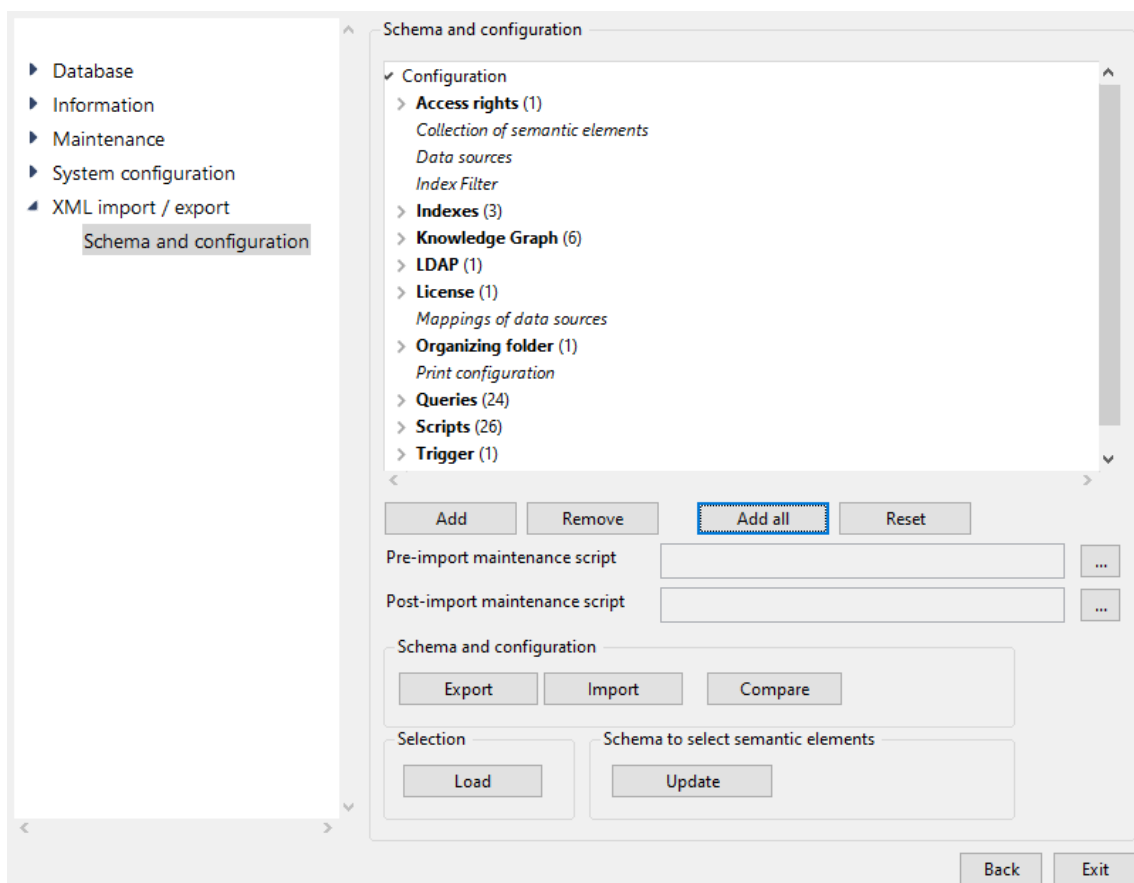 Database
Information
Maintenance
System configuration
XML import / export
Schema and configuration
Schema and configuration
Configuration
Access rights (1)
Collection of semantic elements
Data sources
Index Filter
Indexes (3)
Knowledge Graph (6)
LDAP (1)
License (1)
Mappings of data sources
Organizing folder (1)
Print configuration
Queries (24)
Scripts (26)
Trigger (1)
Add Remove Add all Reset
Pre-import maintenance script ...
Post-import maintenance script ...
Schema and configuration
Export Import Compare
Selection
Load
Schema to select semantic elements
Update
Back Exit